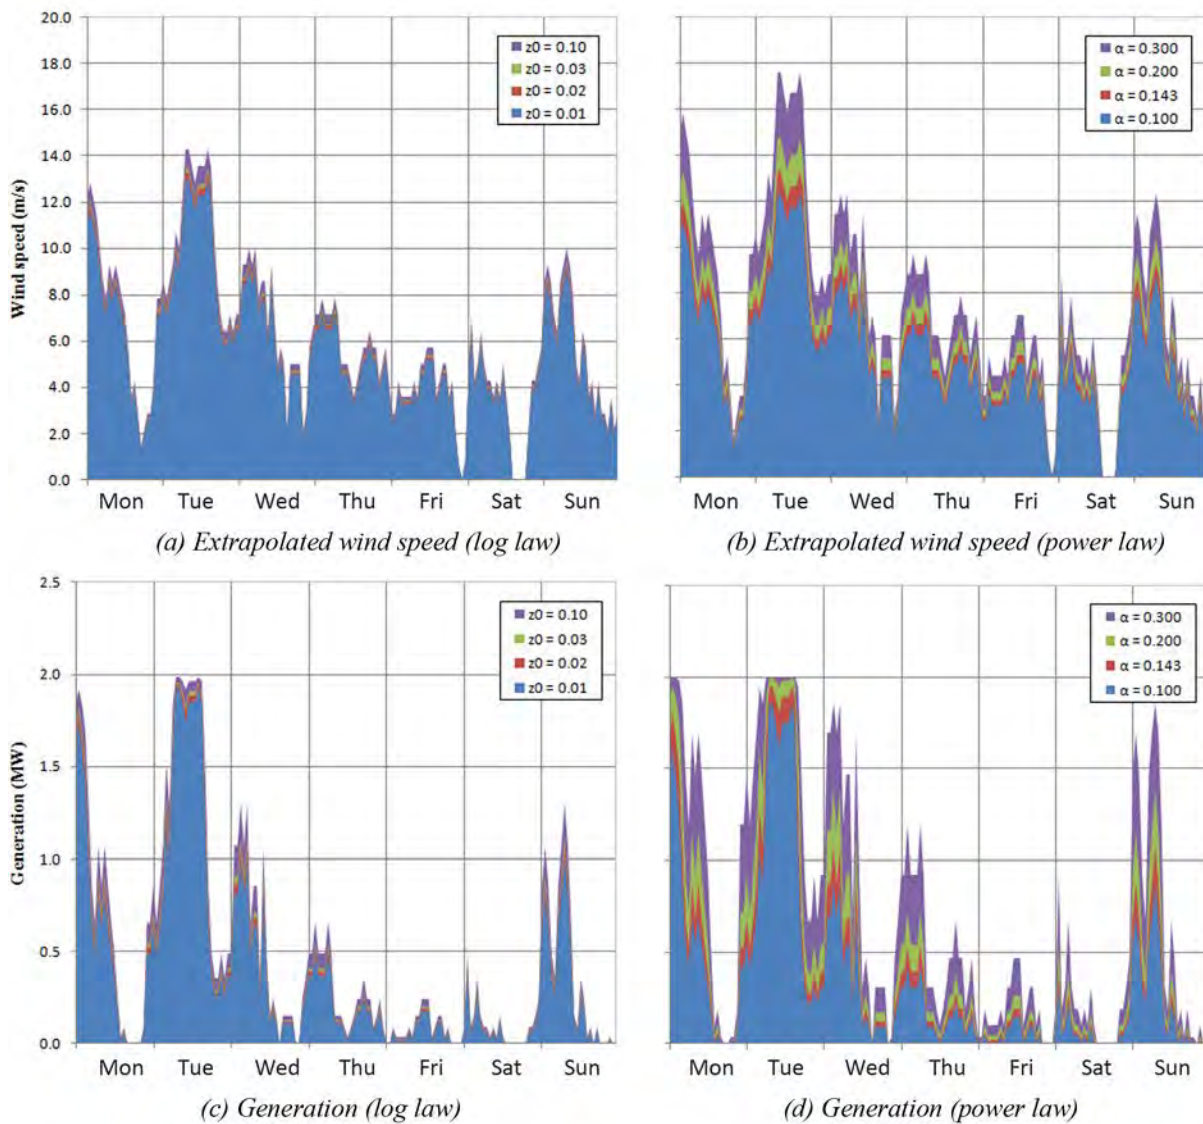 20.0
18.0
16.0
14.0
12.0
10.0
8.0
6.0
4.0
2.0
0.0
Wind speed (m/s)
z0 = 0.10
z0 = 0.03
z0 = 0.02
z0 = 0.01
Mon Tue Wed Thu Fri Sat Sun
(a) Extrapolated wind speed (log law)
α = 0.300
α = 0.200
α = 0.143
α = 0.100
Mon Tue Wed Thu Fri Sat Sun
(b) Extrapolated wind speed (power law)
2.5
2.0
1.5
1.0
0.5
0.0
Generation (MW)
z0 = 0.10
z0 = 0.03
z0 = 0.02
z0 = 0.01
Mon Tue Wed Thu Fri Sat Sun
(c) Generation (log law)
α = 0.300
α = 0.200
α = 0.143
α = 0.100
Mon Tue Wed Thu Fri Sat Sun
(d) Generation (power law)